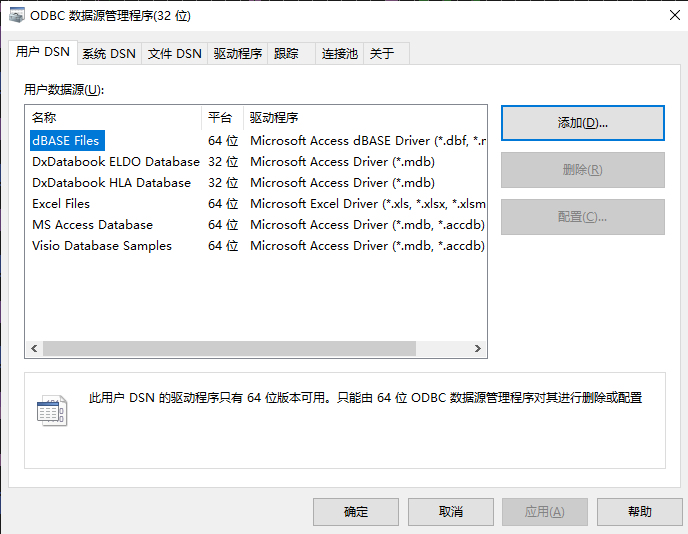 ODBC 数据源管理程序(32 位)
用户 DSN 系统 DSN 文件 DSN 驱动程序 跟踪 连接池 关于
用户数据源(U):
名称 平台 驱动程序
dBASE Files 64 位 Microsoft Access dBASE Driver (*.dbf, *.r
DxDatabook ELDO Database 32 位 Microsoft Access Driver (*.mdb)
DxDatabook HLA Database 32 位 Microsoft Access Driver (*.mdb)
Excel Files 64 位 Microsoft Excel Driver (*.xls, *.xlsx, *.xlsm
MS Access Database 64 位 Microsoft Access Driver (*.mdb, *.accdb)
Visio Database Samples 64 位 Microsoft Access Driver (*.mdb, *.accdb)
添加(D)...
删除(R)
配置(C)...
此用户 DSN 的驱动程序只有 64 位版本可用。只能由 64 位 ODBC 数据源管理程序对其进行删除或配置
确定 取消 应用(A) 帮助